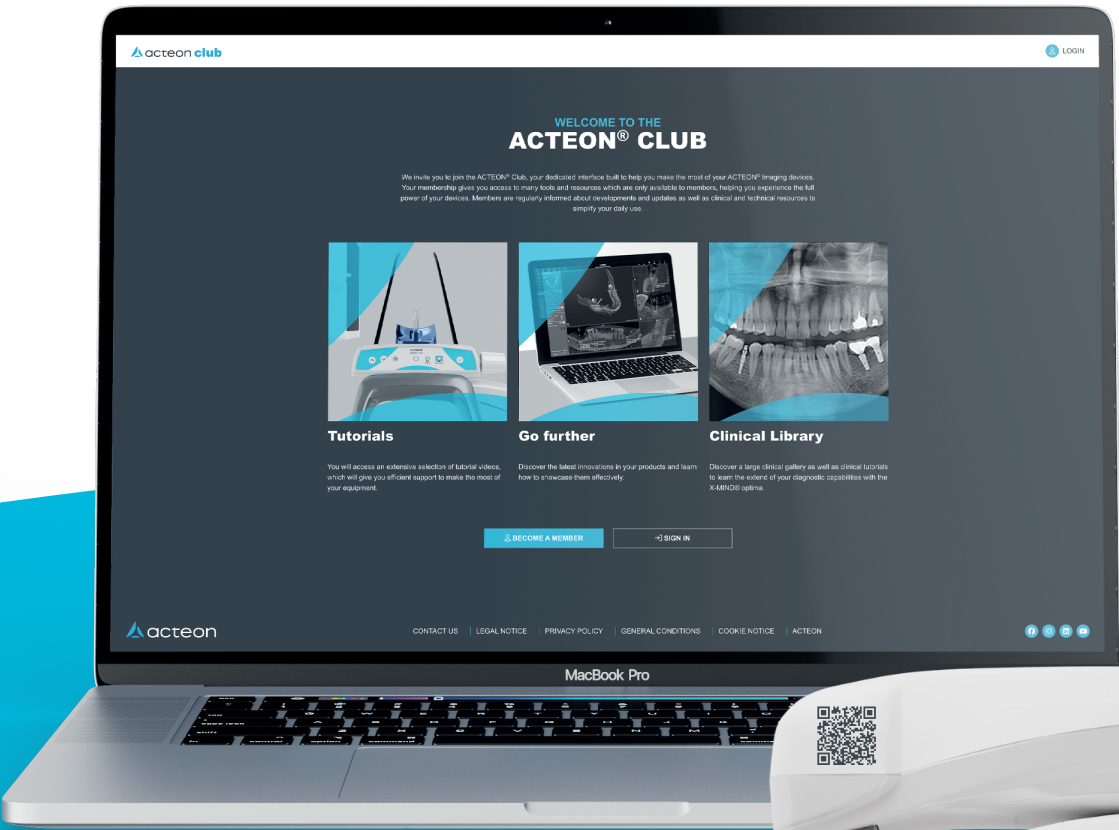 acteon club
LOGIN
WELCOME TO THE
ACTEON® CLUB
We invite you to join the ACTEON® Club, your dedicated interface built to help you make the most of your ACTEON® Imaging devices.
Your membership gives you access to many tools and resources which are only available to members, helping you experience the full
power of your devices. Members are regularly informed about developments and updates as well as clinical and technical resources to
simplify your daily use.
Tutorials
You will access an extensive selection of tutorial videos,
which will give you efficient support to make the most of
your equipment.
Go further
Discover the latest innovations in your products and learn
how to showcase them effectively.
Clinical Library
Discover a large clinical gallery as well as clinical tutorials
to learn the extend of your diagnostic capabilities with the
X-MIND® optima.
BECOME A MEMBER
SIGN IN
acteon
CONTACT US
LEGAL NOTICE
PRIVACY POLICY
GENERAL CONDITIONS
COOKIE NOTICE
ACTEON
MacBook Pro
shift
fn
control
option
command